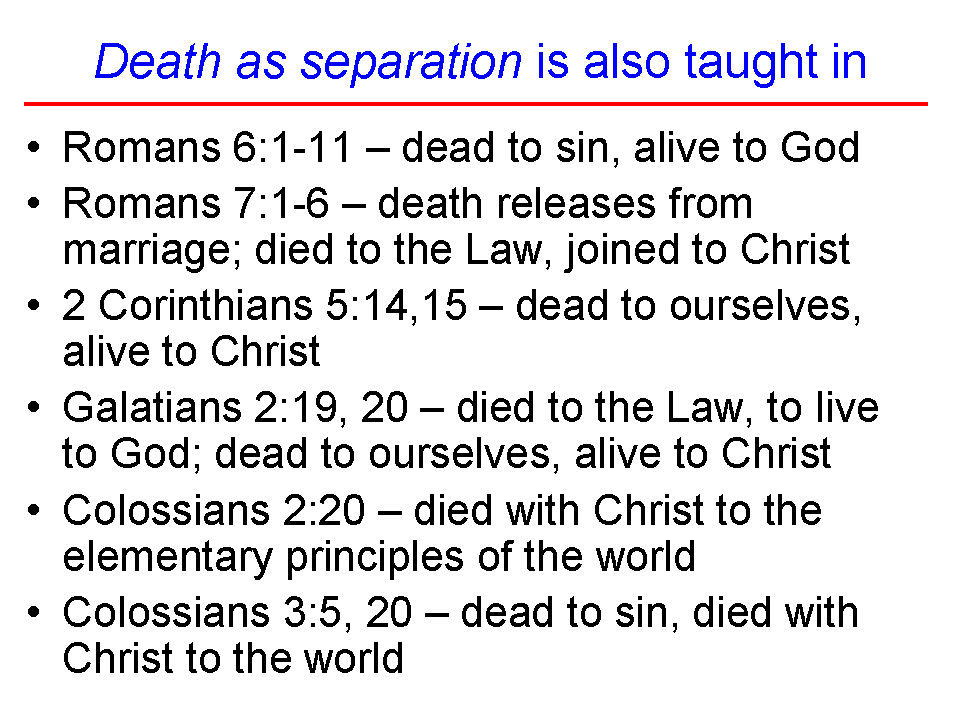 Death as separation is also taught in
• Romans 6:1-11 – dead to sin, alive to God
• Romans 7:1-6 – death releases from
marriage; died to the Law, joined to Christ
• 2 Corinthians 5:14,15 – dead to ourselves,
alive to Christ
• Galatians 2:19, 20 – died to the Law, to live
to God; dead to ourselves, alive to Christ
• Colossians 2:20 – died with Christ to the
elementary principles of the world
• Colossians 3:5, 20 – dead to sin, died with
Christ to the world